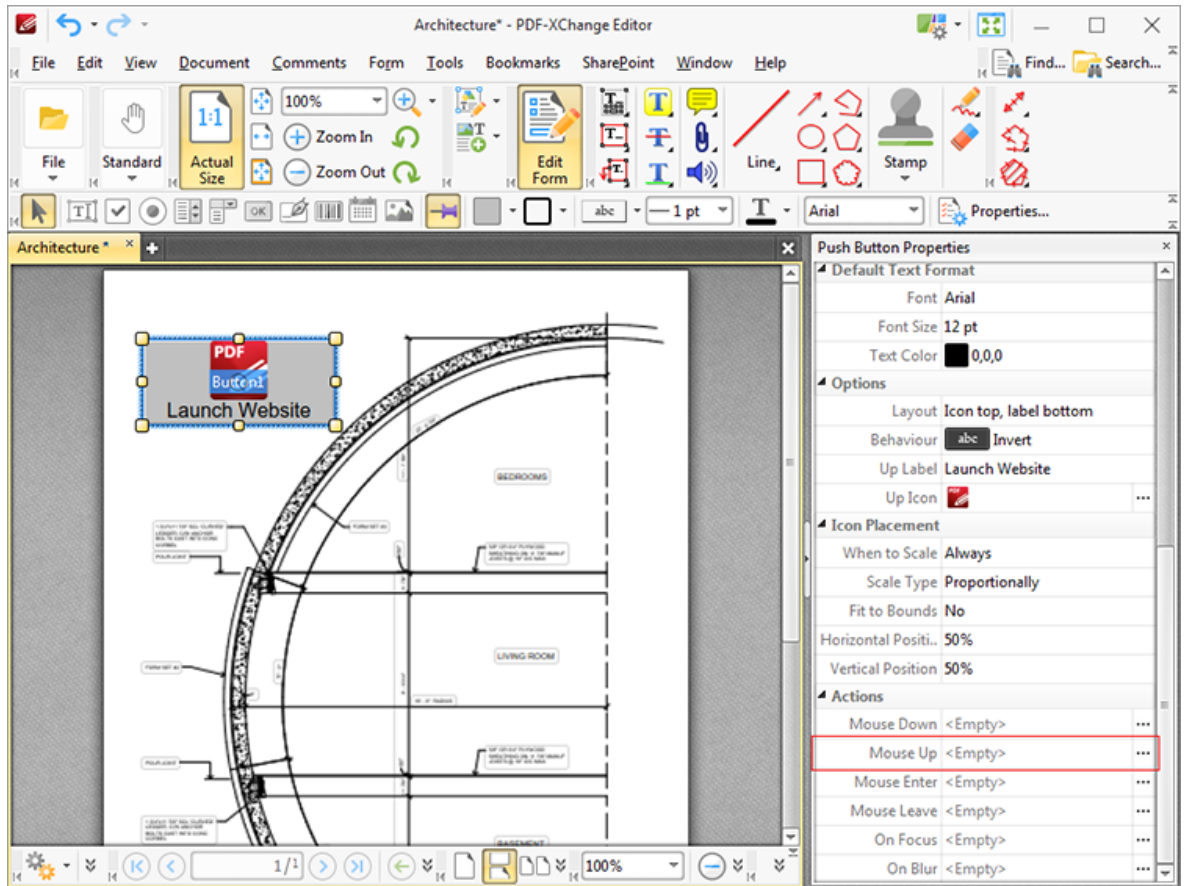 Architecture* - PDF-XChange Editor
File Edit View Document Comments Form Tools Bookmarks SharePoint Window Help Find... Search...
File
Standard
1:1
Actual
Size
100%
Zoom In
Zoom Out
Edit
Form
Line
Stamp
OK
abc
1 pt
T
Arial
Properties...
Architecture *
PDF
Button1
Launch Website
BEDROOMS
LIVING ROOM
BASEMENT
1/1
100%
Push Button Properties
Default Text Format
Font Arial
Font Size 12 pt
Text Color 0,0,0
Options
Layout Icon top, label bottom
Behaviour abc Invert
Up Label Launch Website
Up Icon PDF
Icon Placement
When to Scale Always
Scale Type Proportionally
Fit to Bounds No
Horizontal Positi.. 50%
Vertical Position 50%
Actions
Mouse Down <Empty>
Mouse Up <Empty>
Mouse Enter <Empty>
Mouse Leave <Empty>
On Focus <Empty>
On Blur <Empty>